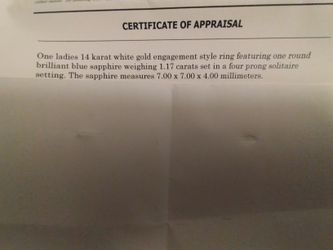 CERTIFICATE OF APPRAISAL
One ladies 14 karat white gold engagement style ring featuring one round
brilliant blue sapphire weighing 1.17 carats set in a four prong solitaire
setting. The sapphire measures 7.00 x 7.00 x 4.00 millimeters.